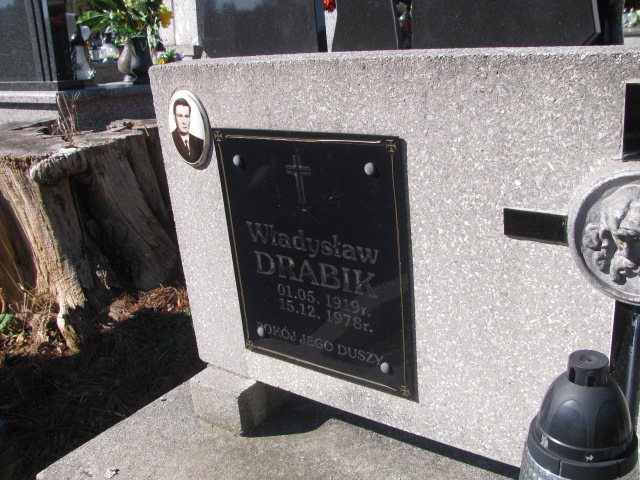 Władysław
DRABIK
01.05. 1919r.
15.12. 1978r.
POKÓJ JEGO DUSZY